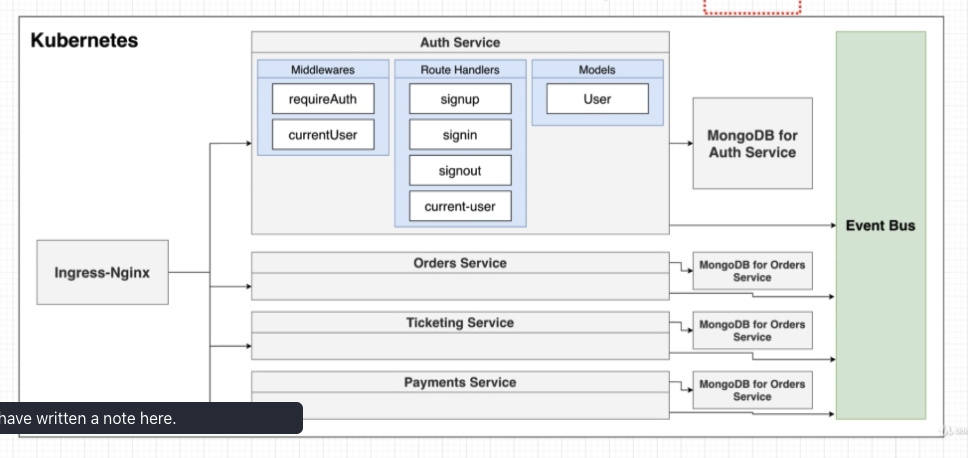 Kubernetes
Auth Service
Middlewares
requireAuth
currentUser
Route Handlers
signup
signin
signout
current-user
Models
User
MongoDB for
Auth Service
Event Bus
Ingress-Nginx
Orders Service
MongoDB for Orders
Service
Ticketing Service
MongoDB for Orders
Service
Payments Service
MongoDB for Orders
Service
have written a note here.